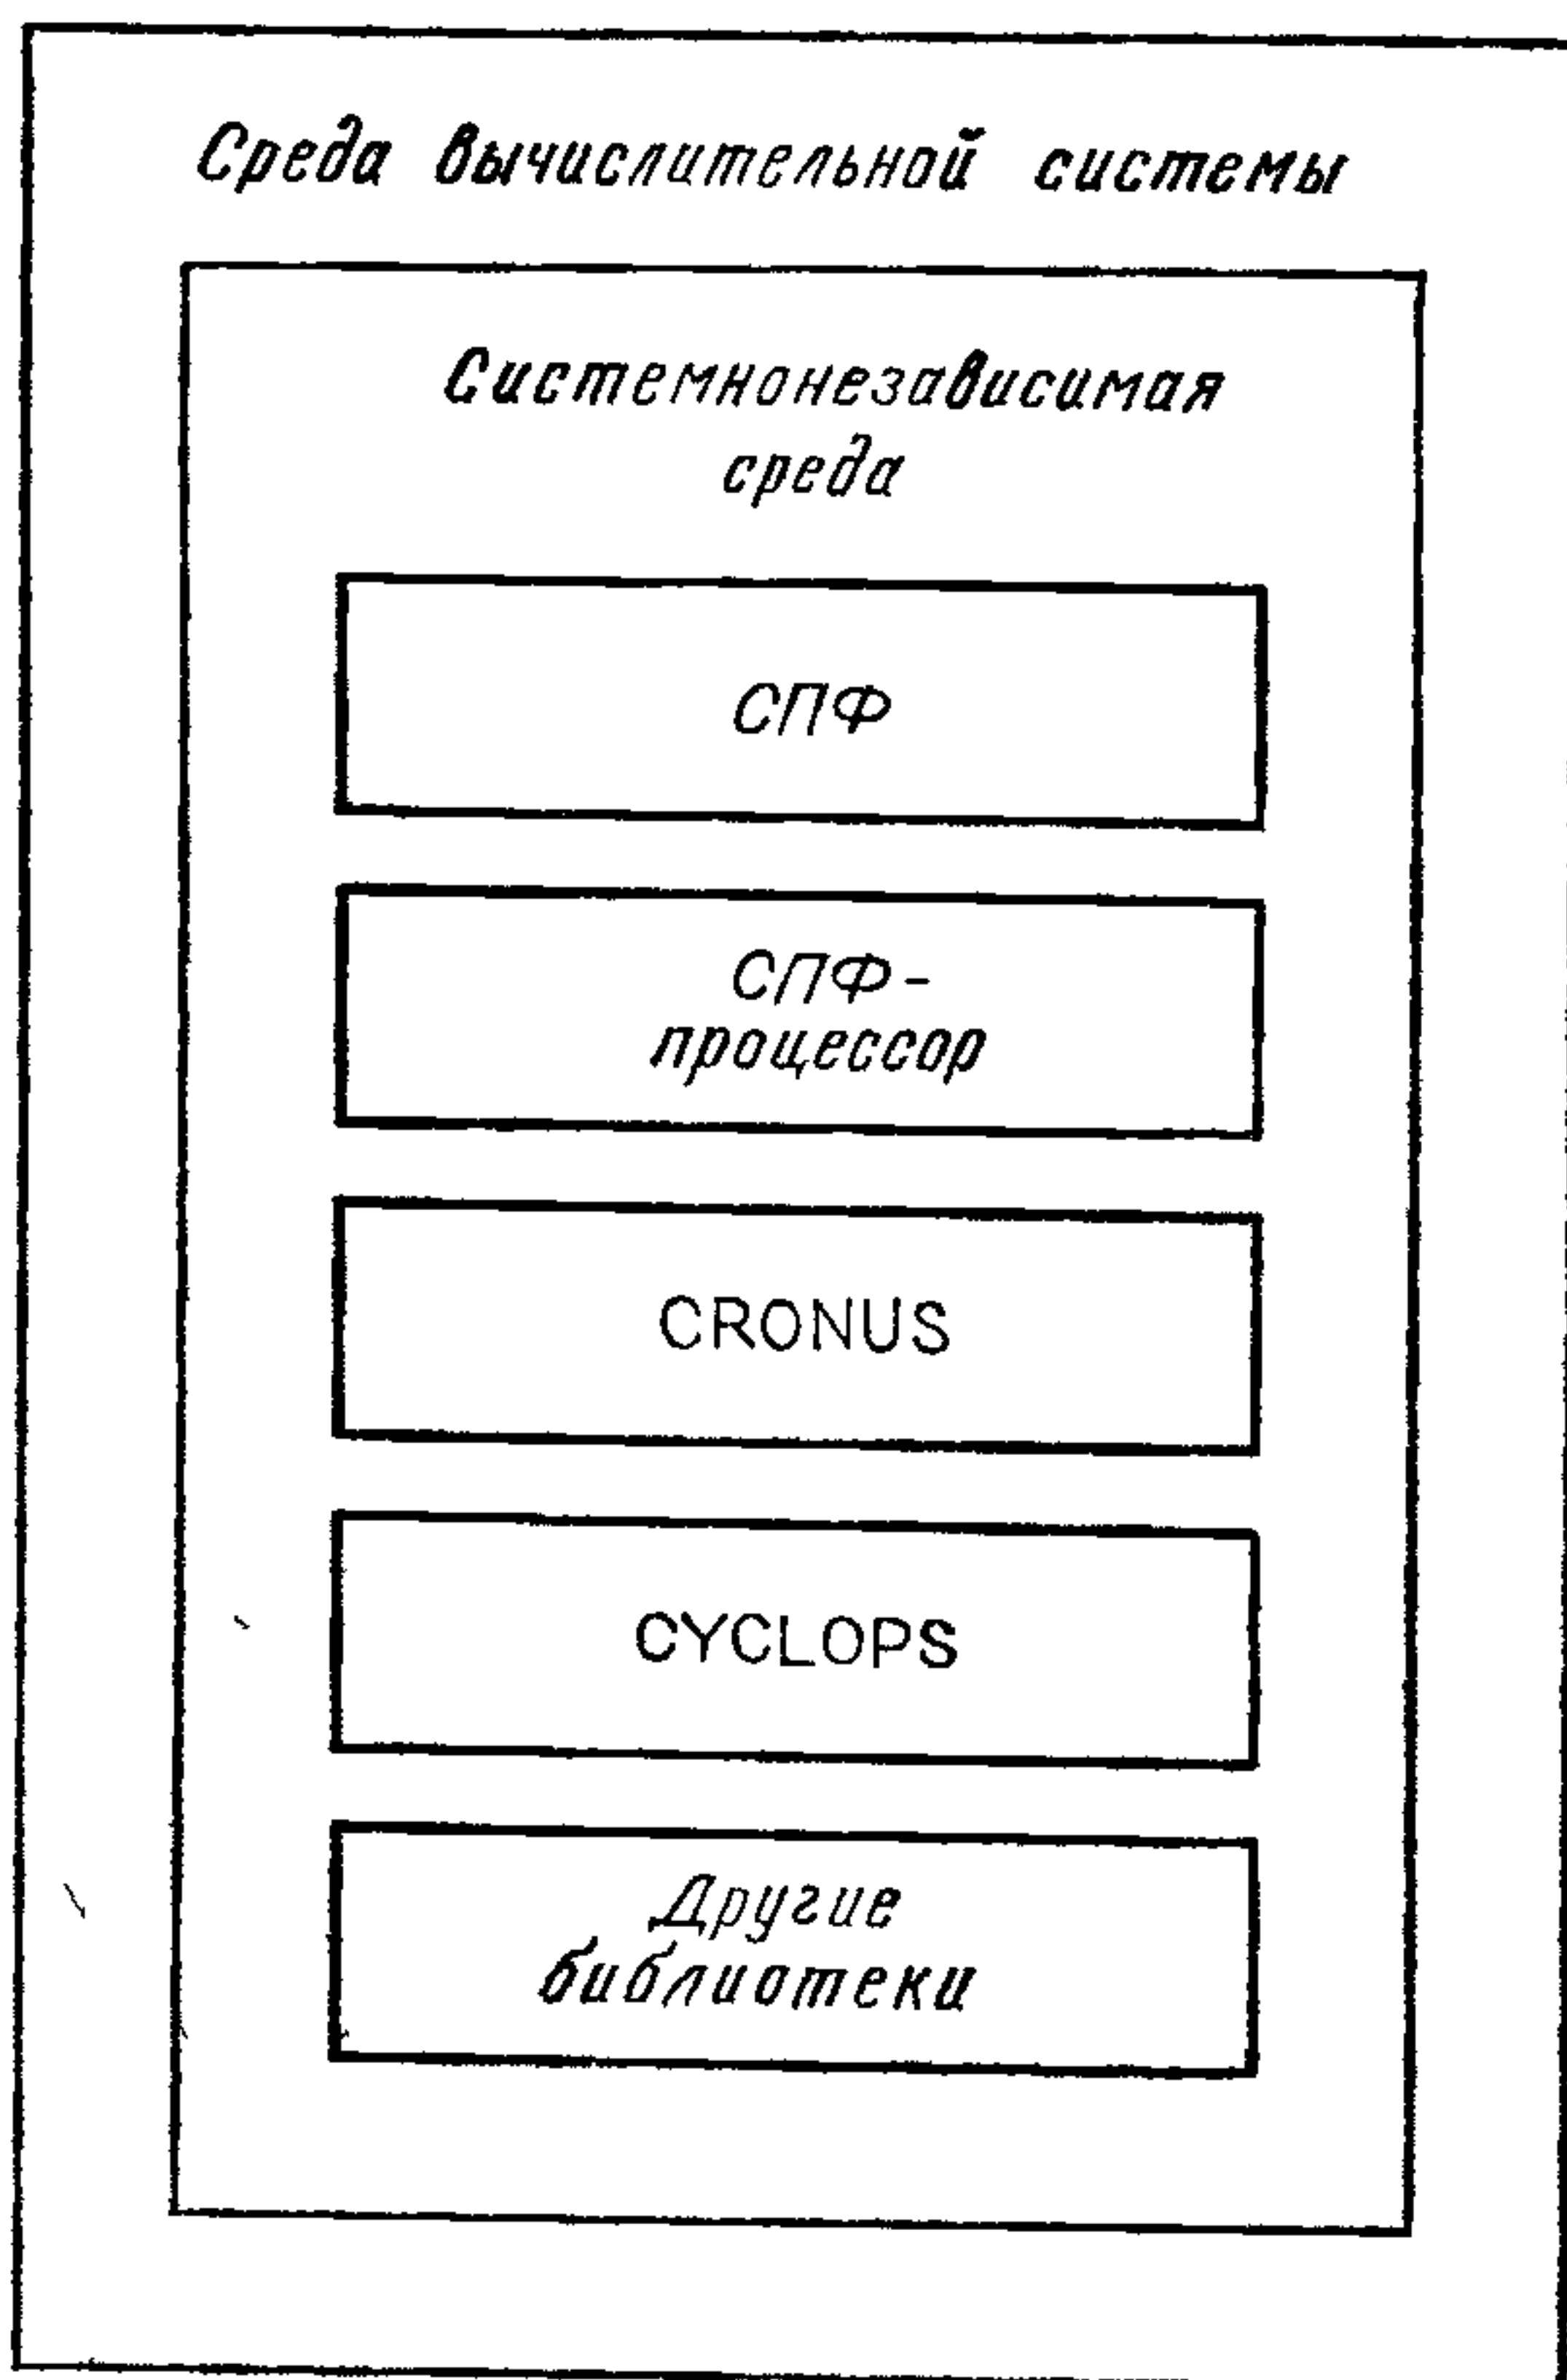 Среда вычислительной системы
Системнонезависимая
среда
СПФ
СПФ-
процессор
CRONUS
CYCLOPS
Другие
библиотеки